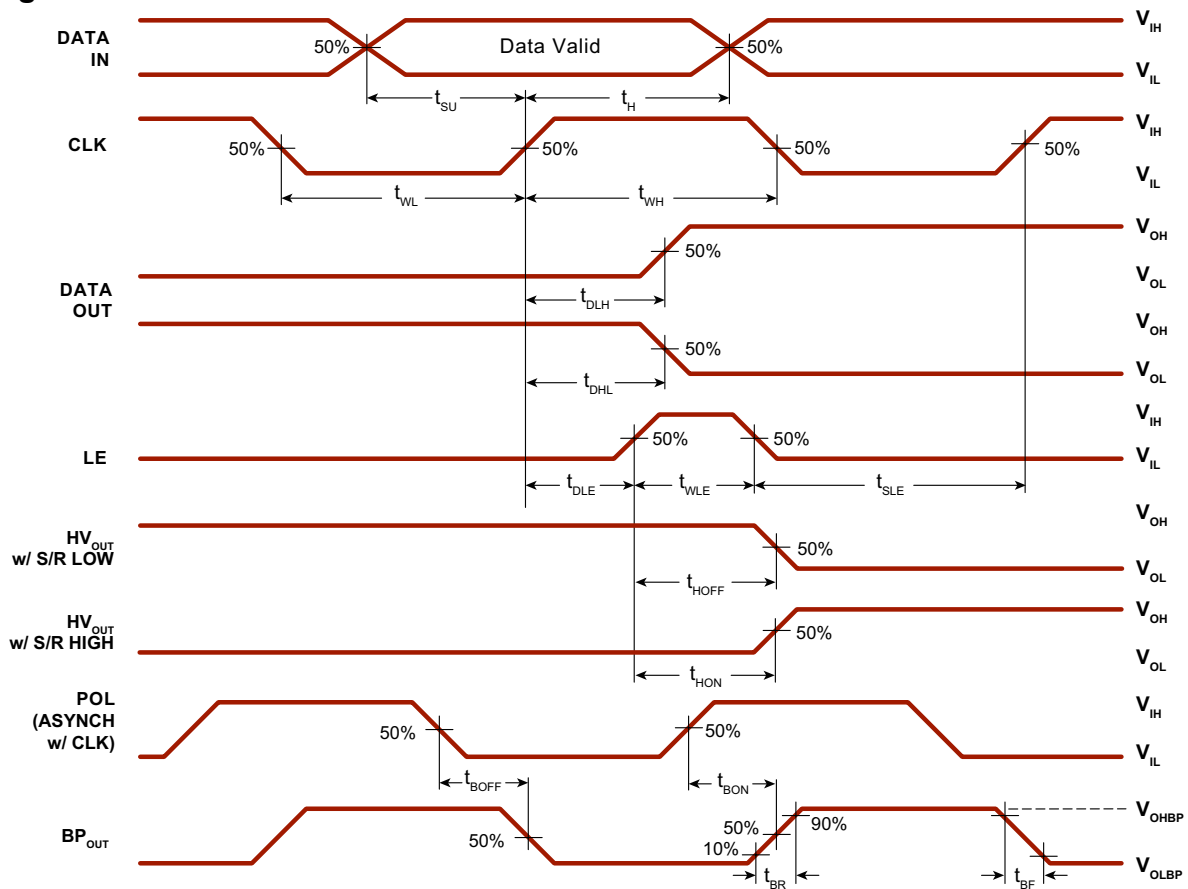 DATA
IN
50%
Data Valid
50%
V_IH
V_IL
t_SU
t_H
CLK
50%
50%
50%
50%
V_IH
V_IL
t_WL
t_WH
DATA
OUT
50%
V_OH
V_OL
t_DLH
50%
V_OH
V_OL
t_DHL
LE
50%
50%
V_IH
V_IL
t_DLE
t_WLE
t_SLE
HV_OUT
w/ S/R LOW
50%
V_OH
V_OL
t_HOFF
HV_OUT
w/ S/R HIGH
50%
V_OH
V_OL
t_HON
POL
(ASYNCH
w/ CLK)
50%
50%
V_IH
V_IL
t_BOFF
t_BON
BP_OUT
50%
50%
10%
90%
V_OHBP
V_OLBP
t_BR
t_BF